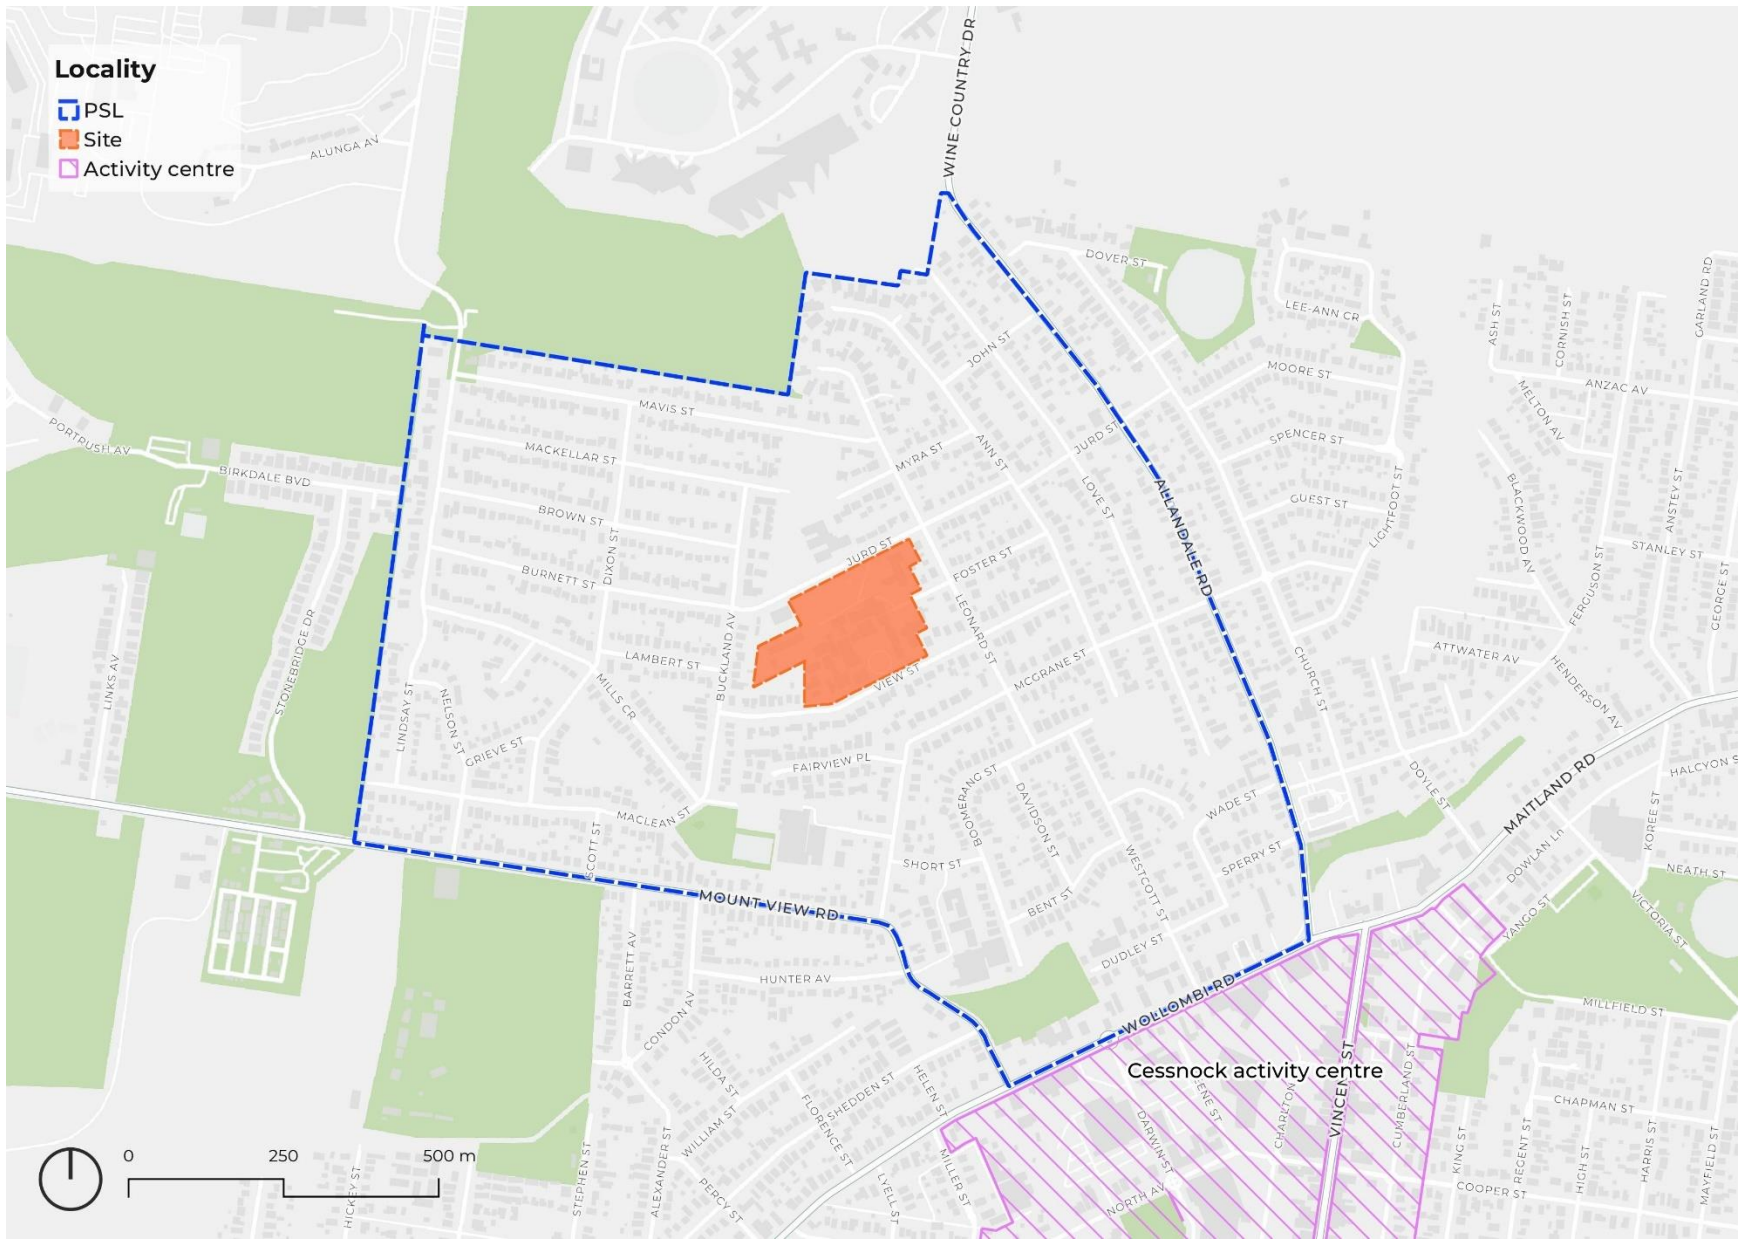 Locality
PSL
Site
Activity centre
WINE COUNTRY DR
ALUNGA AV
DOVER ST
LEE-ANN CR
ASH ST
CORNISH ST
GARLAND RD
JOHN ST
MOORE ST
ANZAC AV
MELTON AV
MAVIS ST
PORTRUSH AV
BIRKDALE BVD
MACKELLAR ST
MYRA ST
ANN ST
JURD ST
SPENCER ST
LOVE ST
GUEST ST
LIGHTFOOT ST
BLACKWOOD AV
ANSTEY ST
BROWN ST
DIXON ST
BURNETT ST
JURD ST
FOSTER ST
ALLANDALE RD
STANLEY ST
FERGUSON ST
GEORGE ST
STONEBRIDGE DR
LINKS AV
LAMBERT ST
BUCKLAND AV
LEONARD ST
VIEW ST
MCGRANE ST
CHURCH ST
ATTWATER AV
HENDERSON AV
LINDSAY ST
NELSON ST
MILLS CR
GRIEVE ST
FAIRVIEW PL
BOOMERANG ST
DAVIDSON ST
WADE ST
DOYLE ST
MAITLAND RD
HALCYON S
MACLEAN ST
SCOTT ST
SHORT ST
WESTCOTT ST
SPERRY ST
DOWLAN Ln
KOREE ST
NEATH ST
MOUNT VIEW RD
BENT ST
DUDLEY ST
YANGO ST
VICTORIA ST
BARRETT AV
HUNTER AV
CONDON AV
WOLLOMBI RD
MILLFIELD ST
Cessnock activity centre
HILDA ST
SHEDDEN ST
HELEN ST
FLORENCE ST
WILLIAM ST
DARWIN ST
CHARLTON
VINCENT ST
CUMBERLAND ST
CHAPMAN ST
0 250 500 m
HICKEY ST
STEPHEN ST
ALEXANDER ST
PERCY ST
LYELL ST
MILLER ST
NORTH AV
KING ST
REGENT ST
HIGH ST
HARRIS ST
MAYFIELD ST
COOPER ST